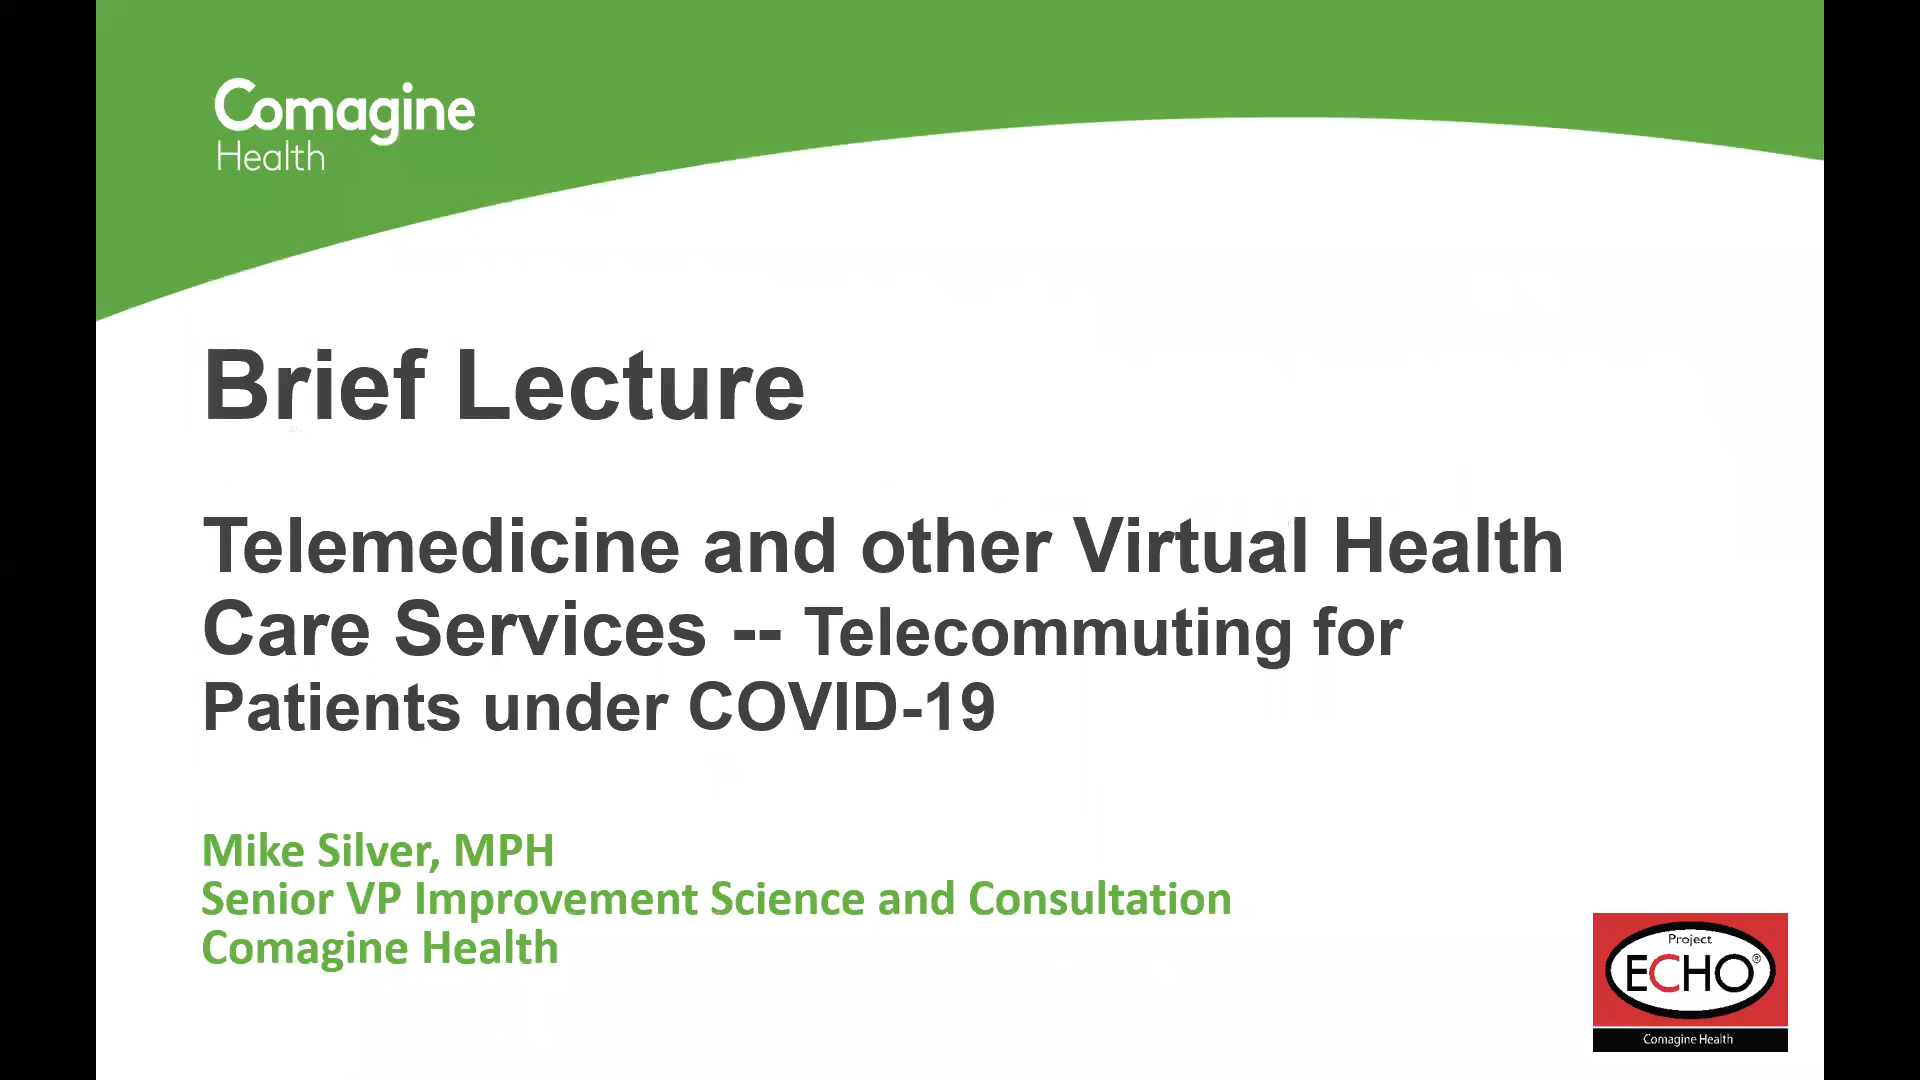 Comagine
Health
Brief Lecture
Telemedicine and other Virtual Health
Care Services -- Telecommuting for
Patients under COVID-19
Mike Silver, MPH
Senior VP Improvement Science and Consultation
Comagine Health
Project
ECHO®
Comagine Health